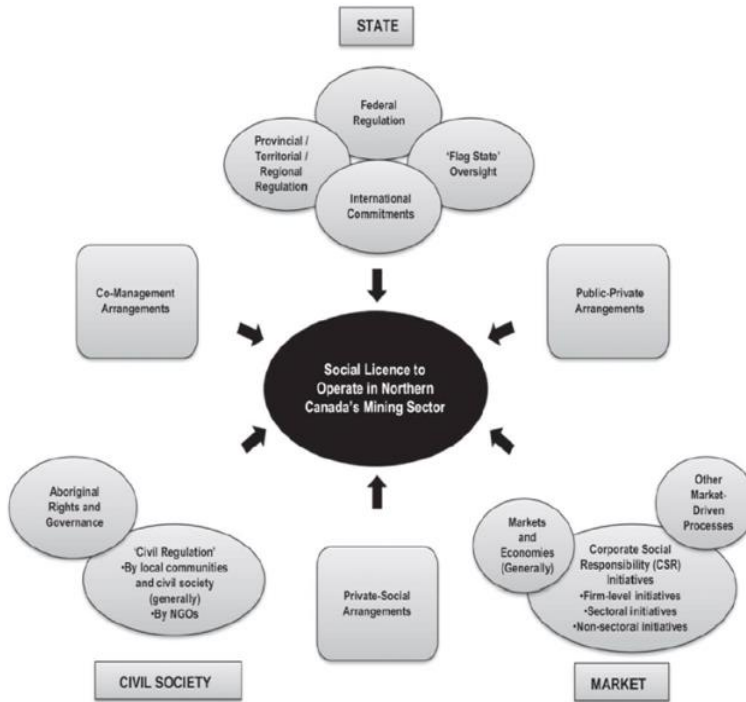 STATE
Federal
Regulation
Provincial /
Territorial /
Regional
Regulation
'Flag State'
Oversight
International
Commitments
Co-Management
Arrangements
Public-Private
Arrangements
Social Licence to
Operate in Northern
Canada's Mining Sector
Aboriginal
Rights and
Governance
'Civil Regulation'
•By local communities
and civil society
(generally)
•By NGOs
Private-Social
Arrangements
Markets
and
Economies
(Generally)
Other
Market-
Driven
Processes
Corporate Social
Responsibility (CSR)
Initiatives
•Firm-level initiatives
•Sectoral initiatives
•Non-sectoral initiatives
CIVIL SOCIETY
MARKET